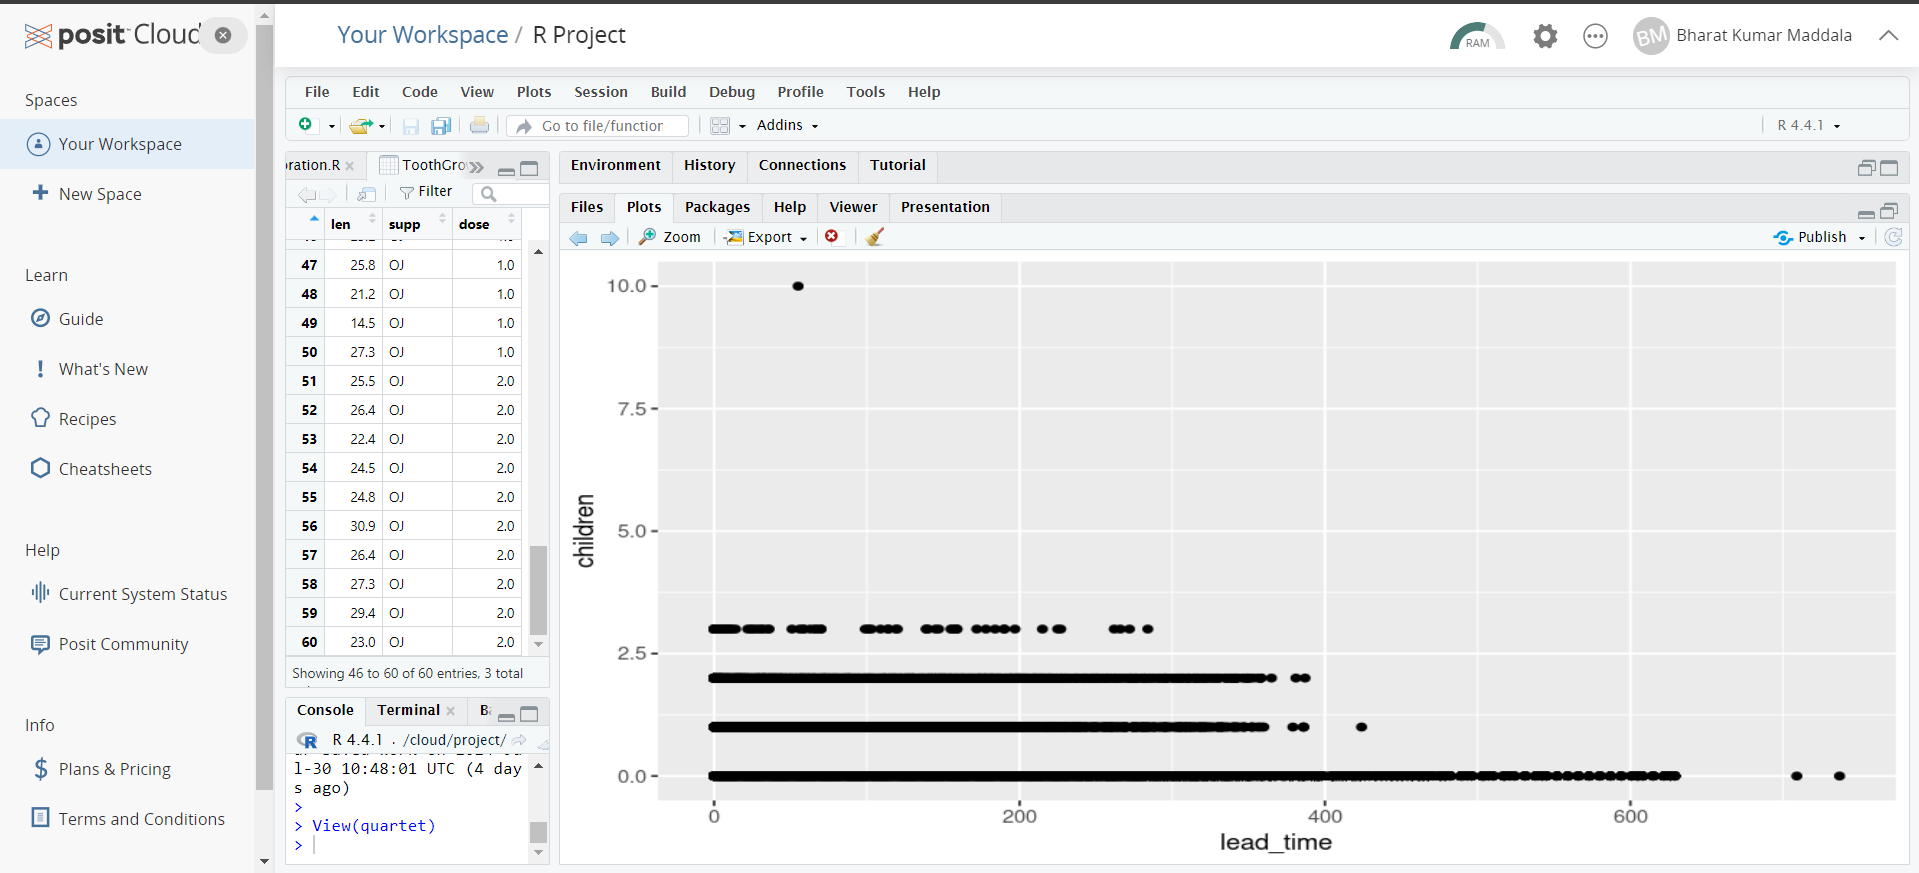 posit Cloud
Your Workspace / R Project
RAM
BM
Bharat Kumar Maddala
Spaces
Your Workspace
New Space
Learn
Guide
What's New
Recipes
Cheatsheets
Help
Current System Status
Posit Community
Info
Plans & Pricing
Terms and Conditions
File Edit Code View Plots Session Build Debug Profile Tools Help
Go to file/function
Addins
R 4.4.1
oration.R
ToothGro
Filter
len supp dose
47 25.8 OJ 1.0
48 21.2 OJ 1.0
49 14.5 OJ 1.0
50 27.3 OJ 1.0
51 25.5 OJ 2.0
52 26.4 OJ 2.0
53 22.4 OJ 2.0
54 24.5 OJ 2.0
55 24.8 OJ 2.0
56 30.9 OJ 2.0
57 26.4 OJ 2.0
58 27.3 OJ 2.0
59 29.4 OJ 2.0
60 23.0 OJ 2.0
Showing 46 to 60 of 60 entries, 3 total
Console Terminal Ba
R 4.4.1 . /cloud/project/
l-30 10:48:01 UTC (4 day
s ago)
>
> View(quartet)
>
Environment History Connections Tutorial
Files Plots Packages Help Viewer Presentation
Zoom Export Publish
10.0
7.5
5.0
2.5
0.0
children
0 200 400 600
lead_time